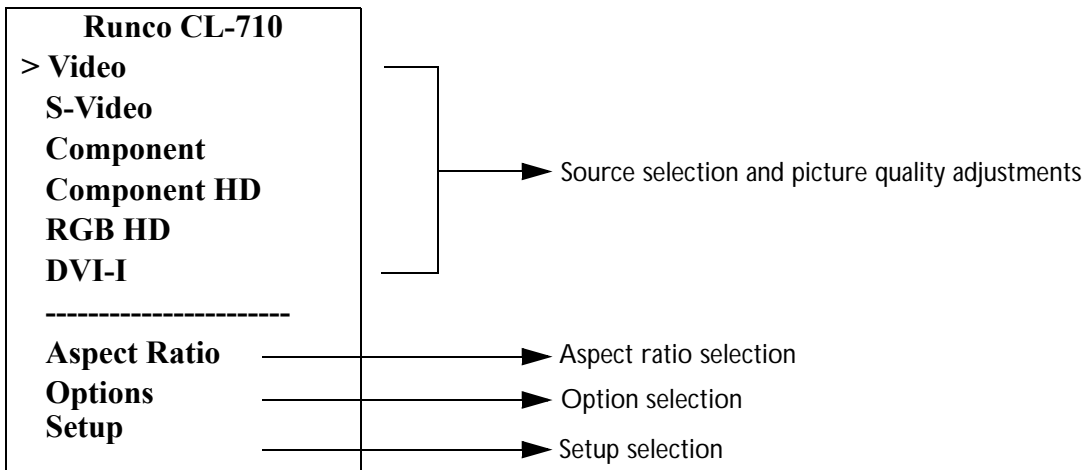 Runco CL-710
> Video
S-Video
Component
Component HD
RGB HD
DVI-I
Source selection and picture quality adjustments
-----------------------
Aspect Ratio
Aspect ratio selection
Options
Option selection
Setup
Setup selection